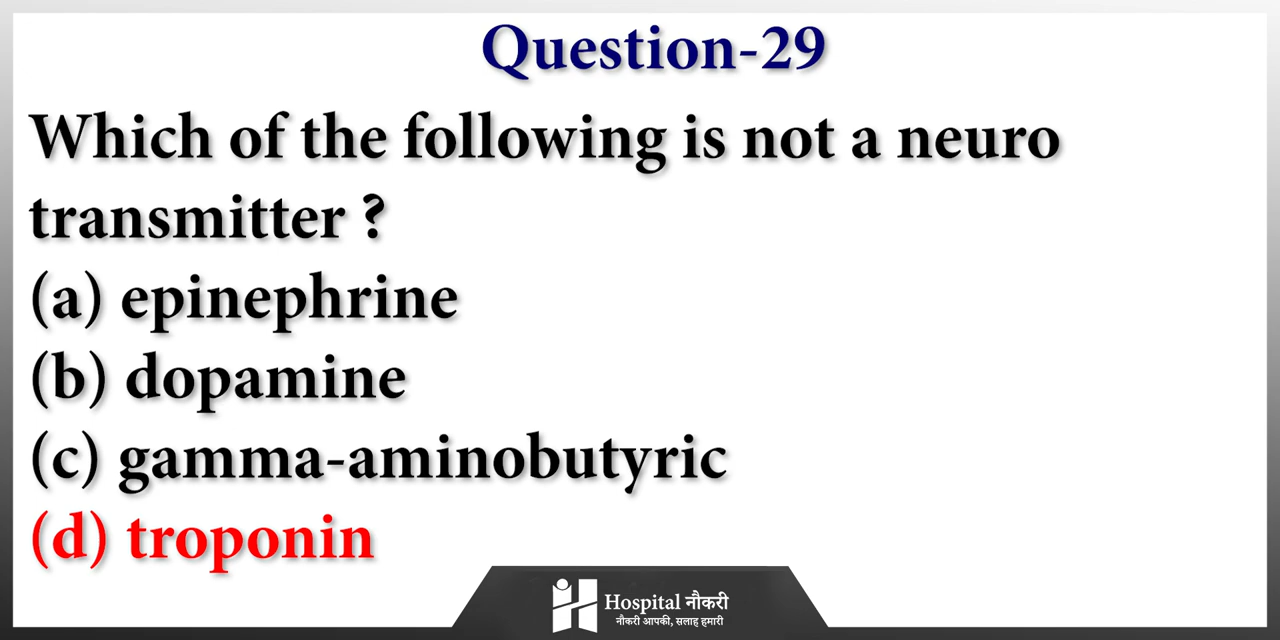 Question-29
Which of the following is not a neuro
transmitter ?
(a) epinephrine
(b) dopamine
(c) gamma-aminobutyric
(d) troponin
Hospital नौकरी
नौकरी आपकी, सलाह हमारी